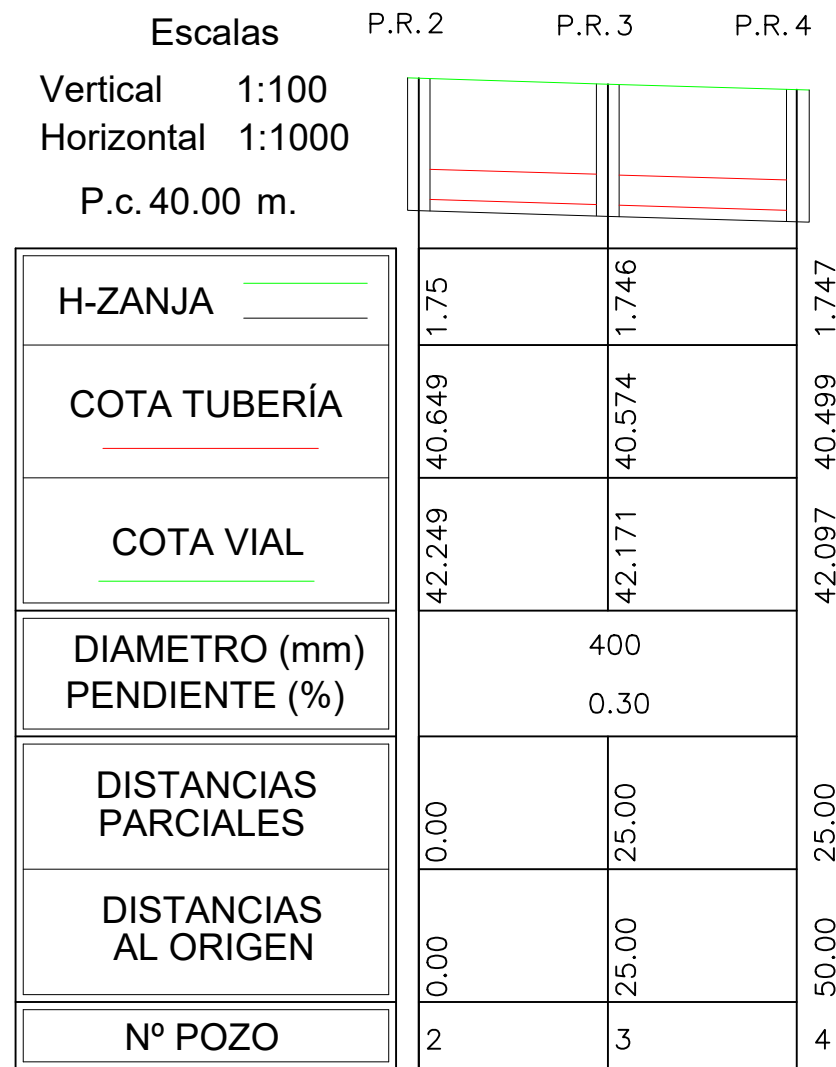 Escalas
P.R. 2 P.R. 3 P.R. 4
Vertical 1:100
Horizontal 1:1000
P.c. 40.00 m.
H-ZANJA 1.75 1.746 1.747
COTA TUBERÍA 40.649 40.574 40.499
COTA VIAL 42.249 42.171 42.097
DIAMETRO (mm) 400
PENDIENTE (%) 0.30
DISTANCIAS
PARCIALES 0.00 25.00 25.00
DISTANCIAS
AL ORIGEN 0.00 25.00 50.00
Nº POZO 2 3 4